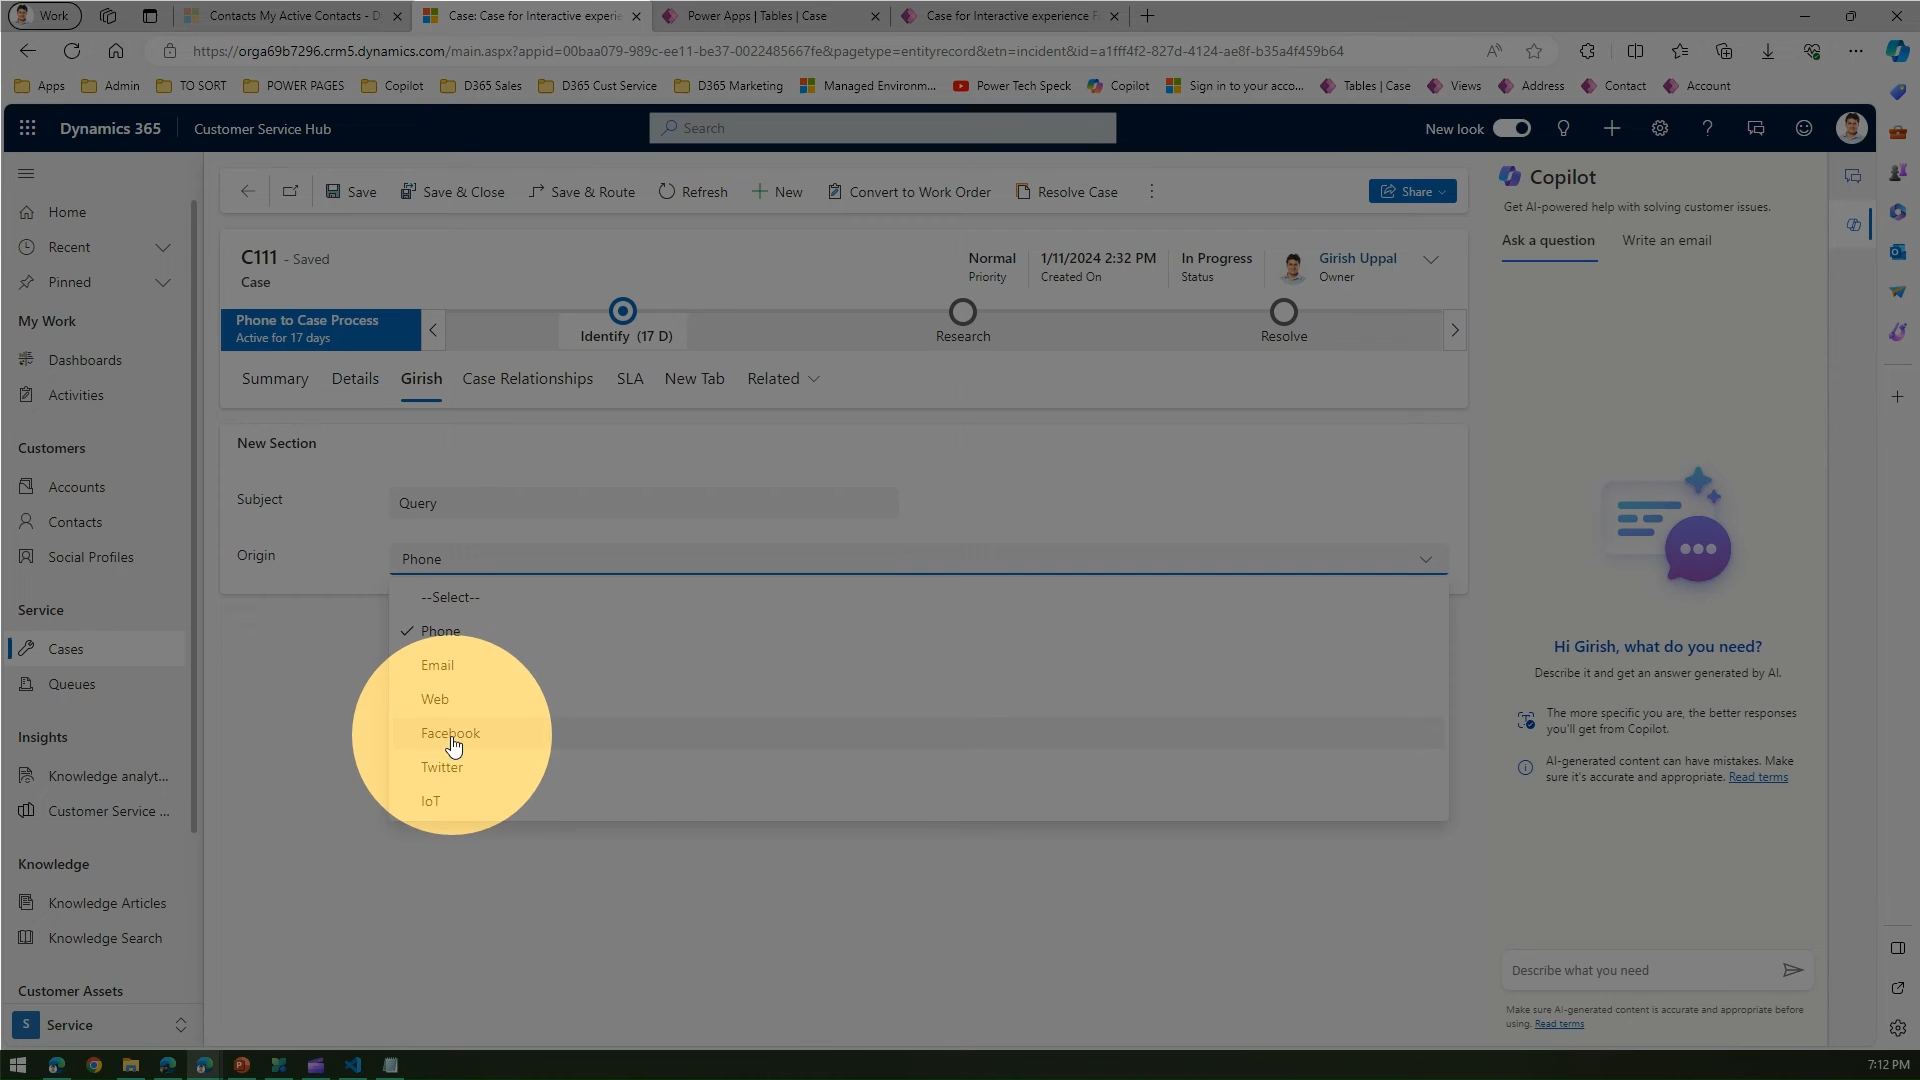 Work
Contacts My Active Contacts - D
Case: Case for Interactive experie
Power Apps | Tables | Case
Case for Interactive experience F
https://orga69b7296.crm5.dynamics.com/main.aspx?appid=00baa079-989c-ee11-be37-0022485667fe&pagetype=entityrecord&etn=incident&id=a1fff4f2-827d-4124-ae8f-b35a4f459b64
Apps
Admin
TO SORT
POWER PAGES
Copilot
D365 Sales
D365 Cust Service
D365 Marketing
Managed Environm...
Power Tech Speck
Copilot
Sign in to your acco...
Tables | Case
Views
Address
Contact
Account
Dynamics 365
Customer Service Hub
Search
New look
Save
Save & Close
Save & Route
Refresh
New
Convert to Work Order
Resolve Case
Share
Home
Recent
Pinned
My Work
Dashboards
Activities
Customers
Accounts
Contacts
Social Profiles
Service
Cases
Queues
Insights
Knowledge analyt...
Customer Service ...
Knowledge
Knowledge Articles
Knowledge Search
Customer Assets
S
Service
C111 - Saved
Case
Normal
Priority
1/11/2024 2:32 PM
Created On
In Progress
Status
Girish Uppal
Owner
Phone to Case Process
Active for 17 days
Identify (17 D)
Research
Resolve
Summary
Details
Girish
Case Relationships
SLA
New Tab
Related
New Section
Subject
Query
Origin
Phone
--Select--
Phone
Email
Web
Facebook
Twitter
IoT
Copilot
Get AI-powered help with solving customer issues.
Ask a question
Write an email
Hi Girish, what do you need?
Describe it and get an answer generated by AI.
The more specific you are, the better responses
you'll get from Copilot.
AI-generated content can have mistakes. Make
sure it's accurate and appropriate. Read terms
Describe what you need
Make sure AI-generated content is accurate and appropriate before
using. Read terms
7:12 PM